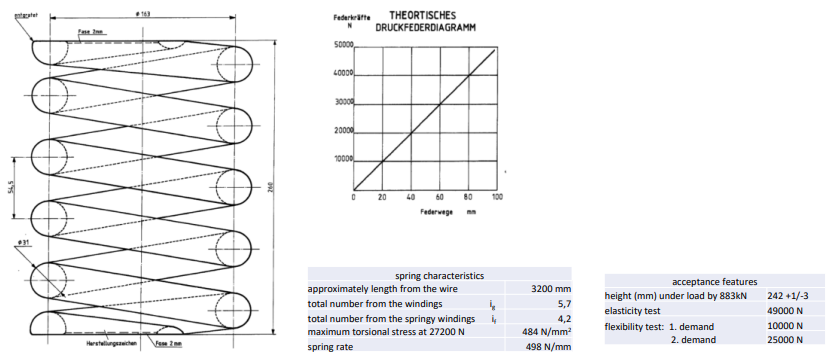 ø 163
entgratet
Fase 2mm
54,5
260
ø31
Herstellungszeichen
Fase 2 mm
THEORTISCHES
DRUCKFEDERDIAGRAMM
Federkräfte
N
50000
40000
30000
20000
10000
0 20 40 60 80 100
Federwege mm
spring characteristics
approximately length from the wire 3200 mm
total number from the windings ig 5,7
total number from the springy windings if 4,2
maximum torsional stress at 27200 N 484 N/mm²
spring rate 498 N/mm
acceptance features
height (mm) under load by 883kN 242 +1/-3
elasticity test 49000 N
flexibility test: 1. demand 10000 N
2. demand 25000 N